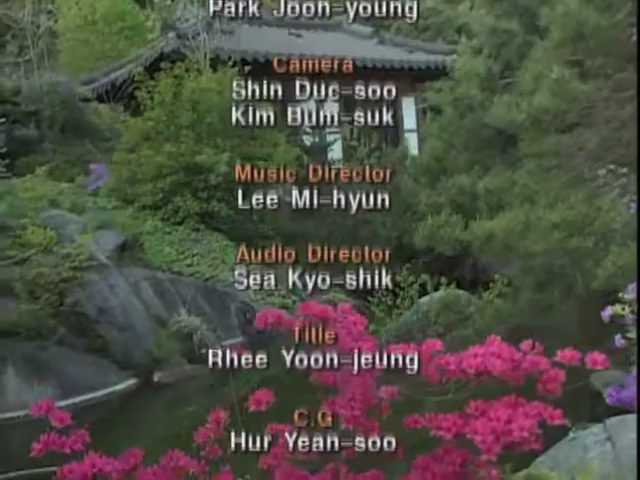 Park Joon-young
Camera
Shin Duc-soo
Kim Bum-suk
Music Director
Lee Mi-hyun
Audio Director
Sea Kyo-shik
Title
Rhee Yoon-jeung
C.G
Hur Yean-soo